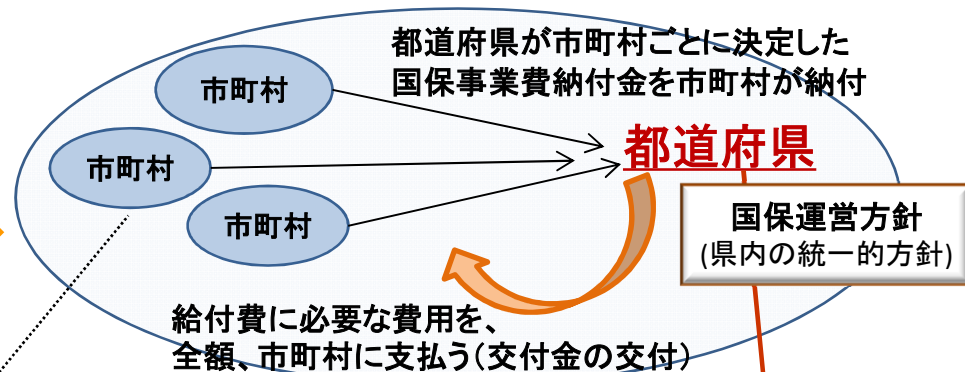 都道府県が市町村ごとに決定した
国保事業費納付金を市町村が納付
市町村
市町村
市町村
都道府県
国保運営方針
(県内の統一的方針)
給付費に必要な費用を、
全額、市町村に支払う(交付金の交付)